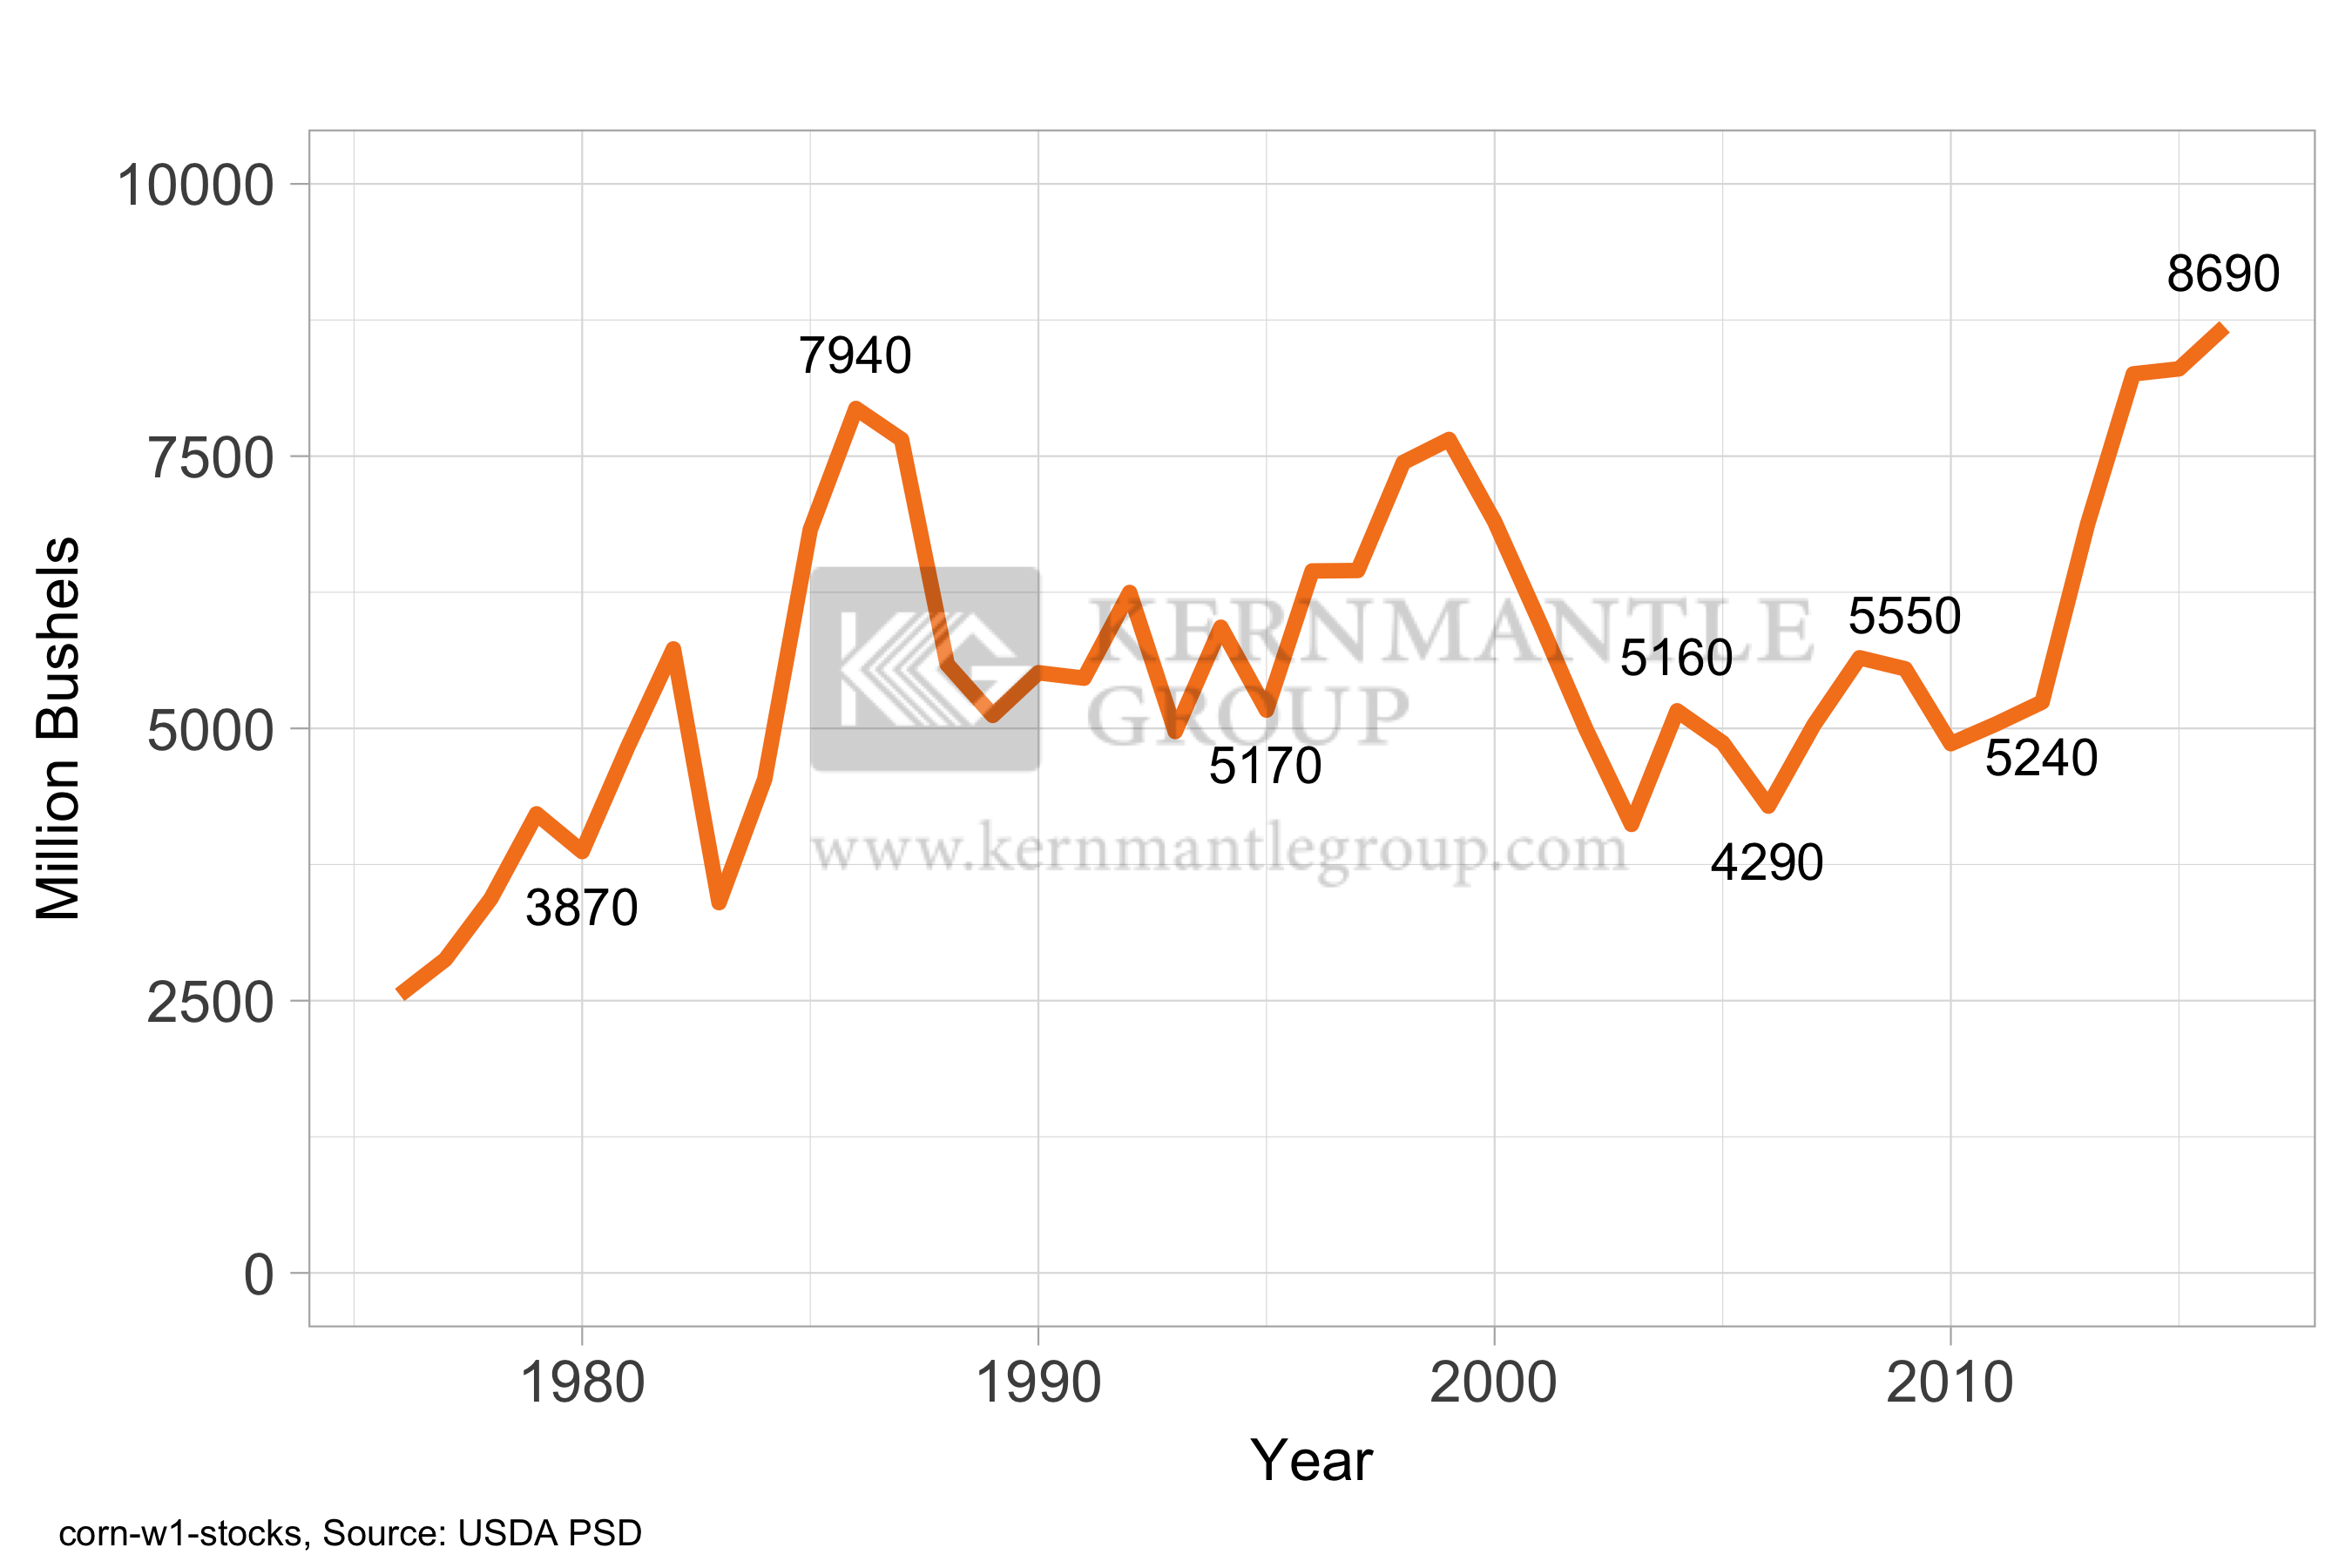 10000
7500
5000
2500
0
Million Bushels
7940
8690
5550
5160
5170
5240
4290
3870
KERNMANTLE
GROUP
www.kernmantlegroup.com
1980
1990
2000
2010
Year
corn-w1-stocks, Source: USDA PSD